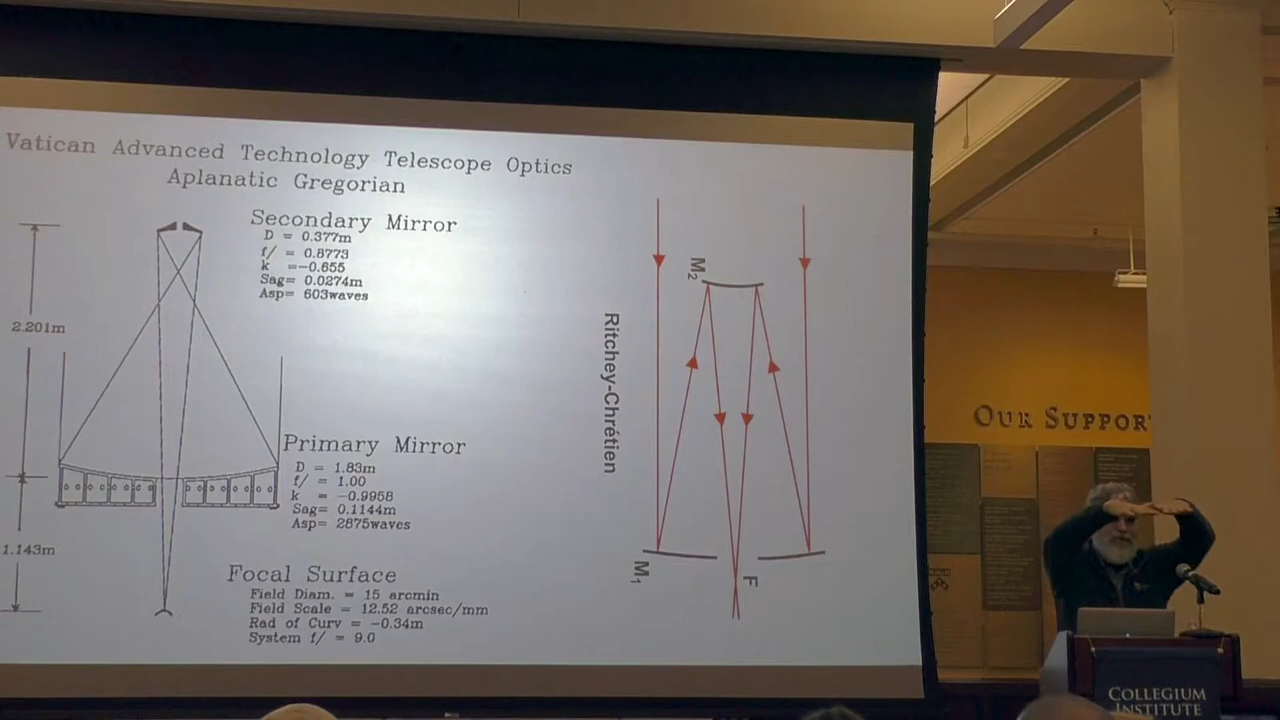 Vatican Advanced Technology Telescope Optics
Aplanatic Gregorian
Secondary Mirror
D = 0.377m
f/ = 0.8773
k =-0.655
Sag= 0.0274m
Asp= 603waves
2.201m
Primary Mirror
D = 1.83m
f/ = 1.00
k = -0.9958
Sag= 0.1144m
Asp= 2875waves
1.143m
Focal Surface
Field Diam. = 15 arcmin
Field Scale = 12.52 arcsec/mm
Rad of Curv = -0.34m
System f/ = 9.0
Ritchey-Chrétien
M2
M1
F
OUR SUPPORT
COLLEGIUM
INSTITUTE